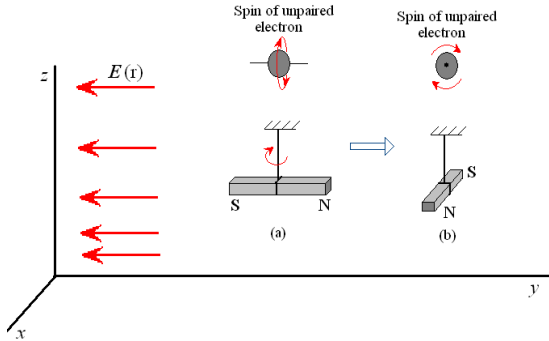 Spin of unpaired
electron
Spin of unpaired
electron
z
E(r)
S
N
S
N
(a)
(b)
y
x